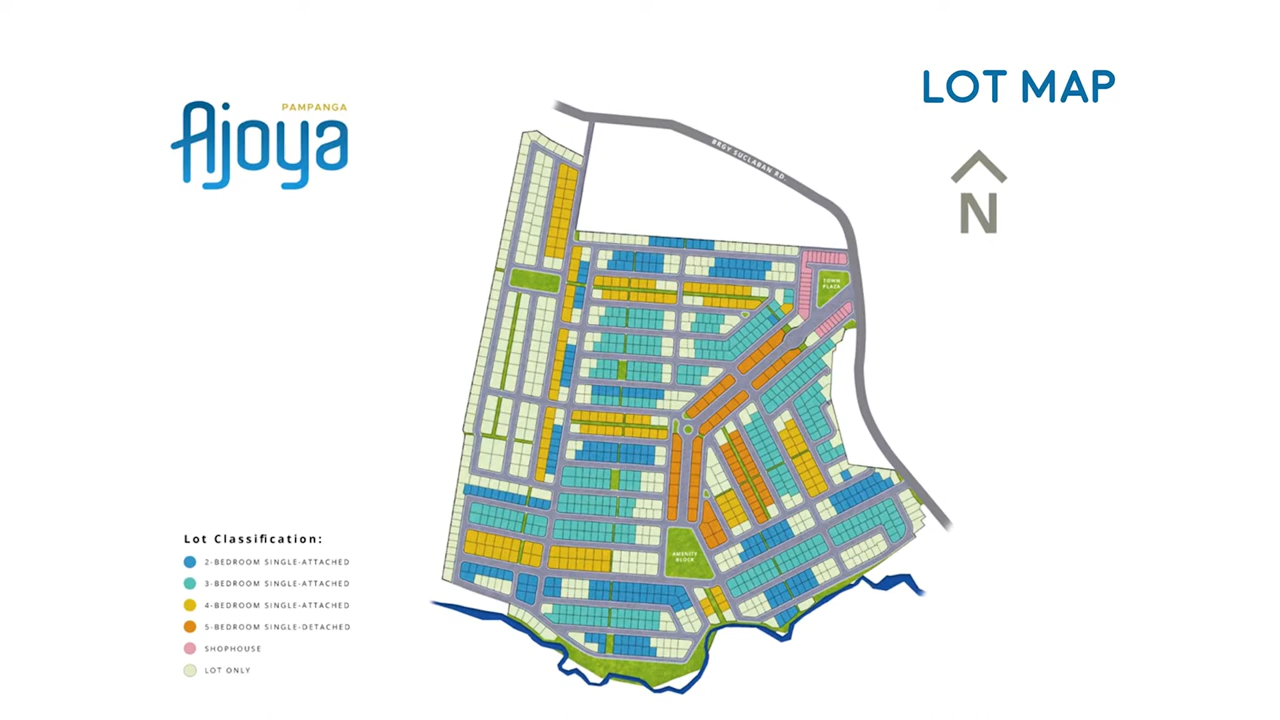 PAMPANGA
Ajoya
LOT MAP
N
BRGY SUCLABAN RD.
TOWN
PLAZA
AMENITY
BLOCK
Lot Classification:
2-BEDROOM SINGLE-ATTACHED
3-BEDROOM SINGLE-ATTACHED
4-BEDROOM SINGLE-ATTACHED
5-BEDROOM SINGLE-DETACHED
SHOPHOUSE
LOT ONLY